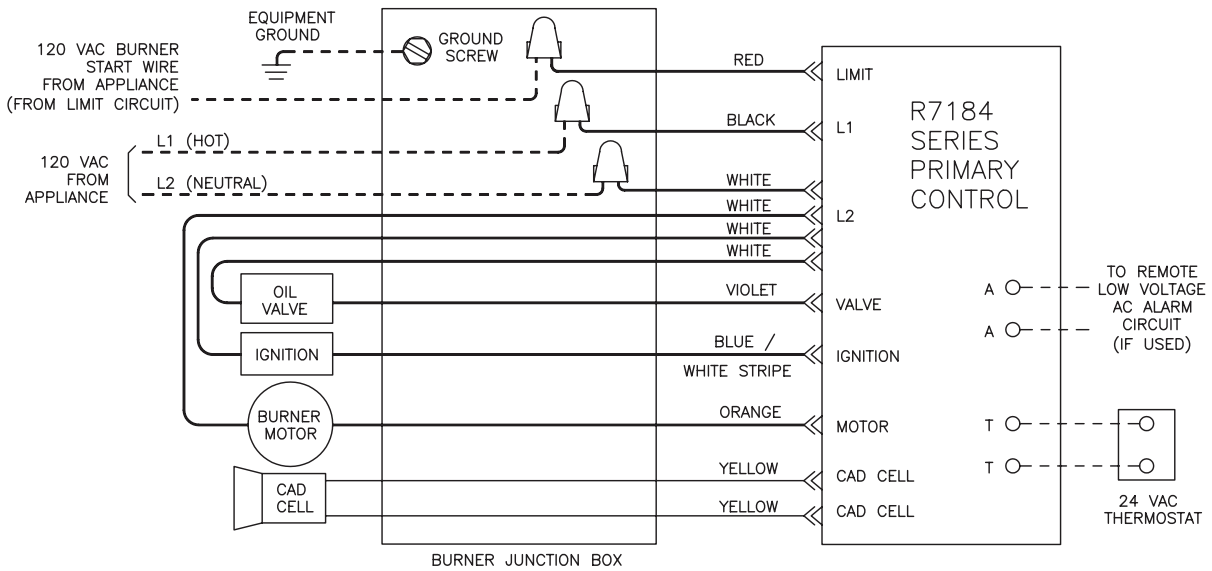 EQUIPMENT
GROUND
120 VAC BURNER
START WIRE
FROM APPLIANCE
(FROM LIMIT CIRCUIT)
GROUND
SCREW
RED
LIMIT
R7184
SERIES
PRIMARY
CONTROL
BLACK
L1
120 VAC
FROM
APPLIANCE
L1 (HOT)
L2 (NEUTRAL)
WHITE
WHITE
L2
WHITE
WHITE
OIL
VALVE
VIOLET
VALVE
A
A
TO REMOTE
LOW VOLTAGE
AC ALARM
CIRCUIT
(IF USED)
IGNITION
BLUE /
WHITE STRIPE
IGNITION
BURNER
MOTOR
ORANGE
MOTOR
T
T
CAD
CELL
YELLOW
CAD CELL
YELLOW
CAD CELL
24 VAC
THERMOSTAT
BURNER JUNCTION BOX